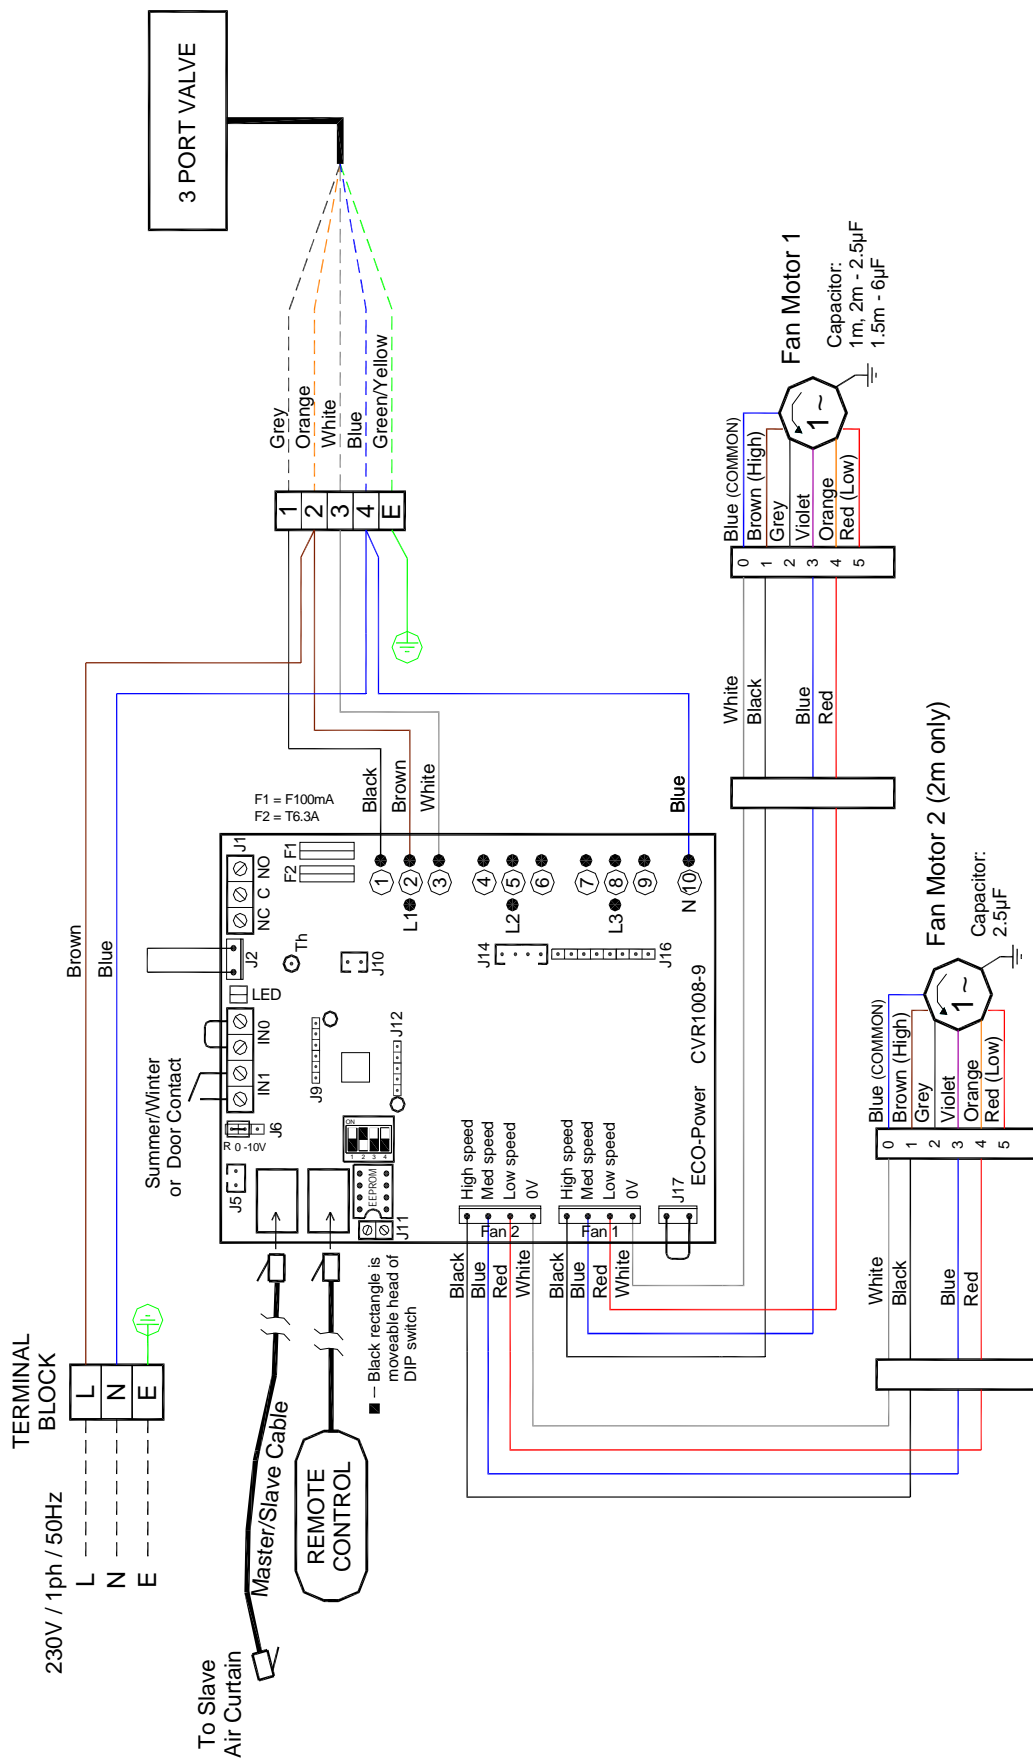 3 PORT VALVE
Grey
Orange
White
Blue
Green/Yellow
1
2
3
4
E
Fan Motor 1
Capacitor:
1m, 2m - 2.5µF
1.5m - 6µF
1 ~
Blue (COMMON)
Brown (High)
Grey
Violet
Orange
Red (Low)
0
1
2
3
4
5
White
Black
Blue
Red
Fan Motor 2 (2m only)
Capacitor:
2.5µF
1 ~
Blue (COMMON)
Brown (High)
Grey
Violet
Orange
Red (Low)
0
1
2
3
4
5
White
Black
Blue
Red
F1 = F100mA
F2 = T6.3A
Black
Brown
White
Blue
Brown
Blue
J1
NC C NO
F2 F1
1
2
3
4
5
6
7
8
9
N 10
L1
L2
L3
J2
Th
J10
J14
J16
LED
IN0
IN1
J9
J12
J6
R 0 -10V
J5
ON
1 2 3 4
EEPROM
J11
Summer/Winter
or Door Contact
High speed
Med speed
Low speed
0V
Fan 2
High speed
Med speed
Low speed
0V
Fan 1
J17
ECO-Power CVR1008-9
Black
Blue
Red
White
Black
Blue
Red
White
Black rectangle is
moveable head of
DIP switch
TERMINAL
BLOCK
L
N
E
230V / 1ph / 50Hz
L
N
E
Master/Slave Cable
REMOTE
CONTROL
To Slave
Air Curtain